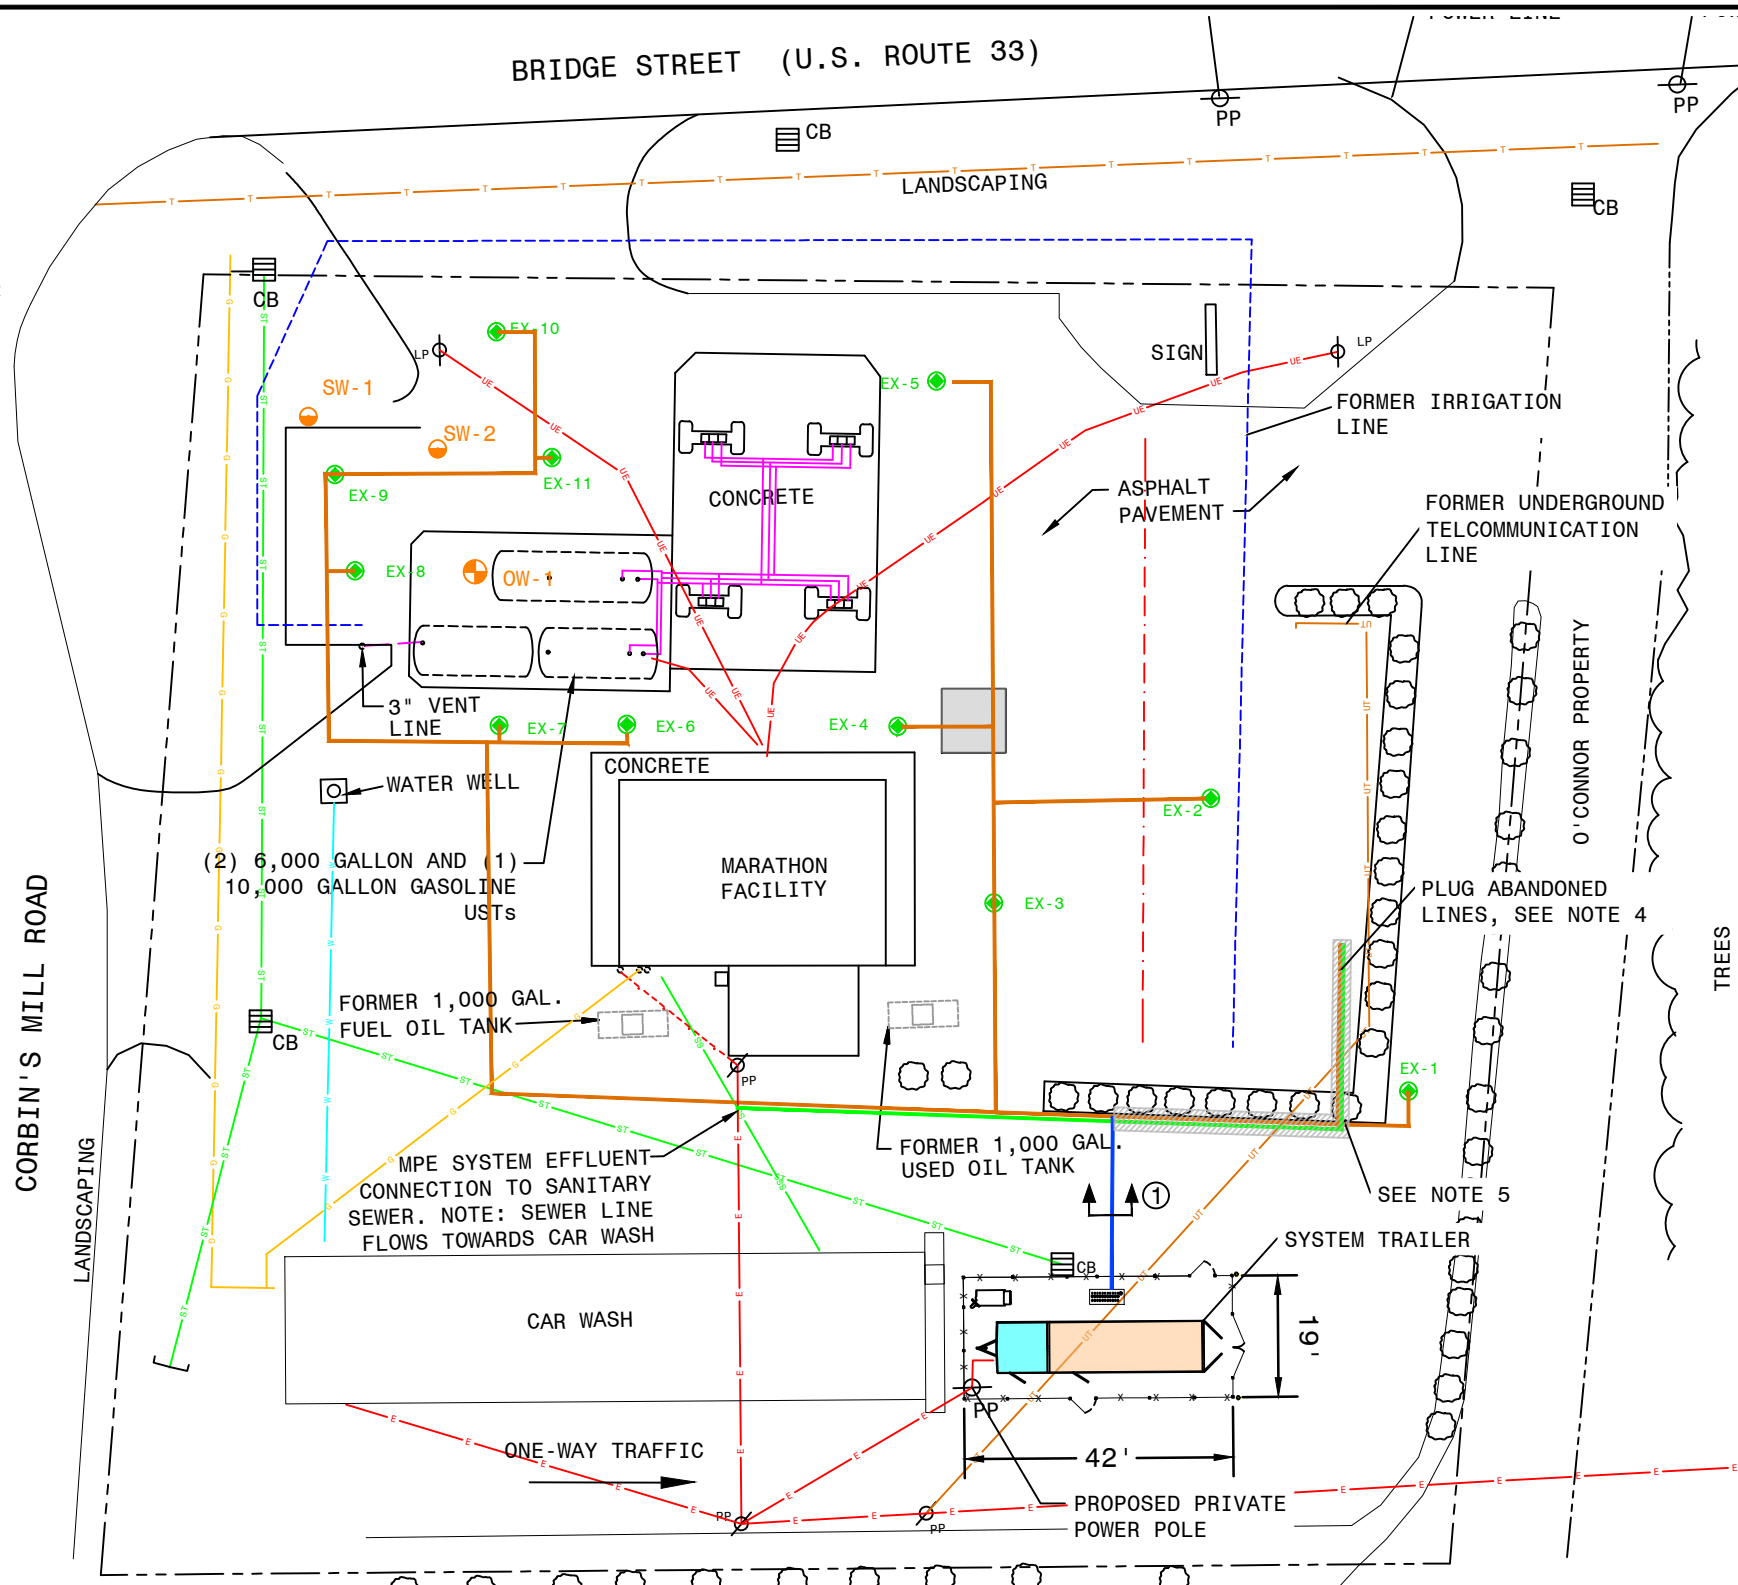 BRIDGE STREET (U.S. ROUTE 33)
PP
PP
CB
LANDSCAPING
CB
CB
EX-10
LP
LP
SIGN
EX-5
SW-1
SW-2
FORMER IRRIGATION
LINE
EX-9
EX-11
CONCRETE
ASPHALT
PAVEMENT
FORMER UNDERGROUND
TELCOMMUNICATION
LINE
EX-8
OW-1
O'CONNOR PROPERTY
3" VENT
LINE
EX-7
EX-6
EX-4
CONCRETE
WATER WELL
EX-2
(2) 6,000 GALLON AND (1)
10,000 GALLON GASOLINE
USTs
MARATHON
FACILITY
EX-3
PLUG ABANDONED
LINES, SEE NOTE 4
CORBIN'S MILL ROAD
TREES
FORMER 1,000 GAL.
FUEL OIL TANK
CB
PP
EX-1
LANDSCAPING
MPE SYSTEM EFFLUENT
CONNECTION TO SANITARY
SEWER. NOTE: SEWER LINE
FLOWS TOWARDS CAR WASH
FORMER 1,000 GAL.
USED OIL TANK
1
SEE NOTE 5
SYSTEM TRAILER
CB
CAR WASH
19'
PP
42'
ONE-WAY TRAFFIC
PROPOSED PRIVATE
POWER POLE
PP
PP